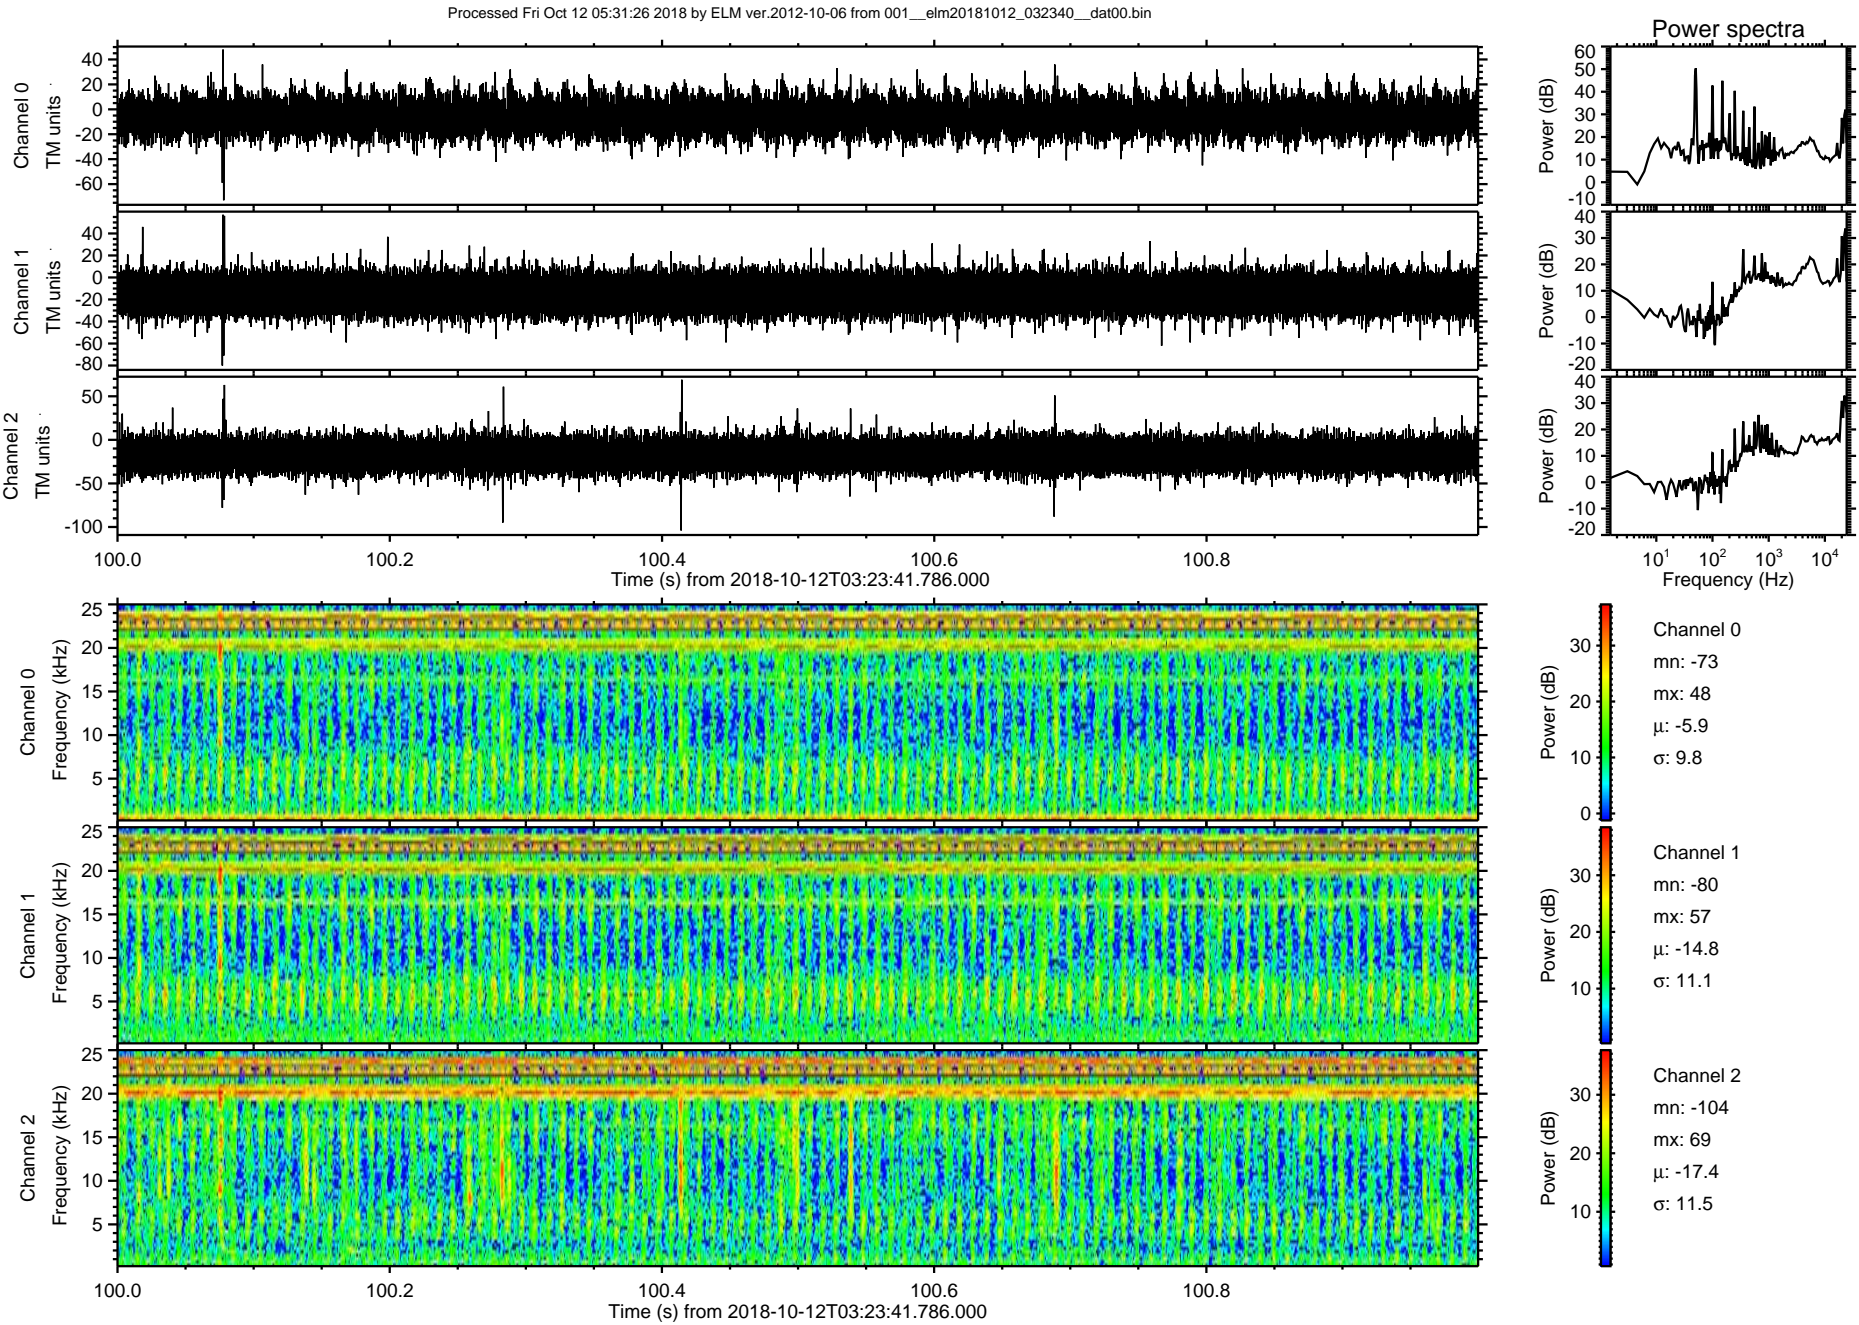 Processed Fri Oct 12 05:31:26 2018 by ELM ver.2012-10-06 from 001__elm20181012_032340__dat00.bin
Power spectra
Channel 0
TM units
40
20
0
-20
-40
-60
Power (dB)
60
50
40
30
20
10
0
-10
Channel 1
TM units
40
20
0
-20
-40
-60
-80
Power (dB)
40
30
20
10
0
-10
-20
Channel 2
TM units
50
0
-50
-100
Power (dB)
40
30
20
10
0
-10
-20
100.0 100.2 100.4 100.6 100.8
Time (s) from 2018-10-12T03:23:41.786.000
10^1 10^2 10^3 10^4
Frequency (Hz)
Channel 0
Frequency (kHz)
25
20
15
10
5
Power (dB)
30
20
10
0
Channel 0
mn: -73
mx: 48
μ: -5.9
σ: 9.8
Channel 1
Frequency (kHz)
25
20
15
10
5
Power (dB)
30
20
10
Channel 1
mn: -80
mx: 57
μ: -14.8
σ: 11.1
Channel 2
Frequency (kHz)
25
20
15
10
5
Power (dB)
30
20
10
Channel 2
mn: -104
mx: 69
μ: -17.4
σ: 11.5
100.0 100.2 100.4 100.6 100.8
Time (s) from 2018-10-12T03:23:41.786.000